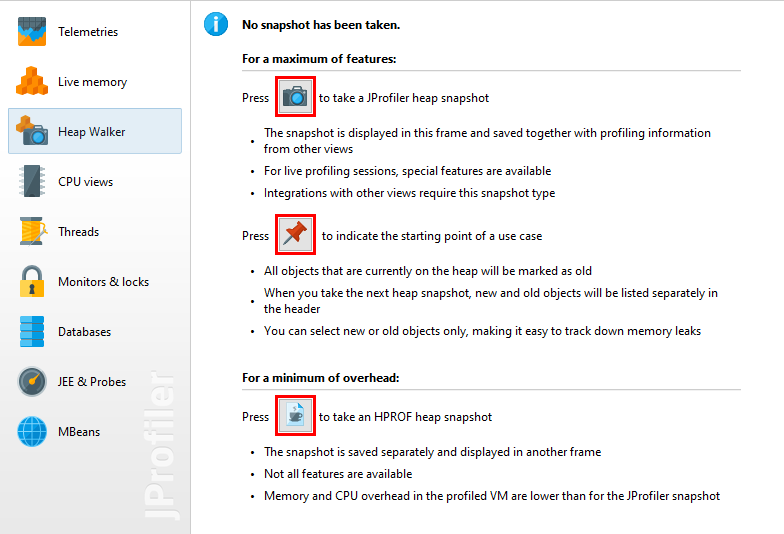 Telemetries
Live memory
Heap Walker
CPU views
Threads
Monitors & locks
Databases
JEE & Probes
MBeans
JProfiler
No snapshot has been taken.
For a maximum of features:
Press to take a JProfiler heap snapshot
• The snapshot is displayed in this frame and saved together with profiling information
from other views
• For live profiling sessions, special features are available
• Integrations with other views require this snapshot type
Press to indicate the starting point of a use case
• All objects that are currently on the heap will be marked as old
• When you take the next heap snapshot, new and old objects will be listed separately in
the header
• You can select new or old objects only, making it easy to track down memory leaks
For a minimum of overhead:
Press to take an HPROF heap snapshot
• The snapshot is saved separately and displayed in another frame
• Not all features are available
• Memory and CPU overhead in the profiled VM are lower than for the JProfiler snapshot